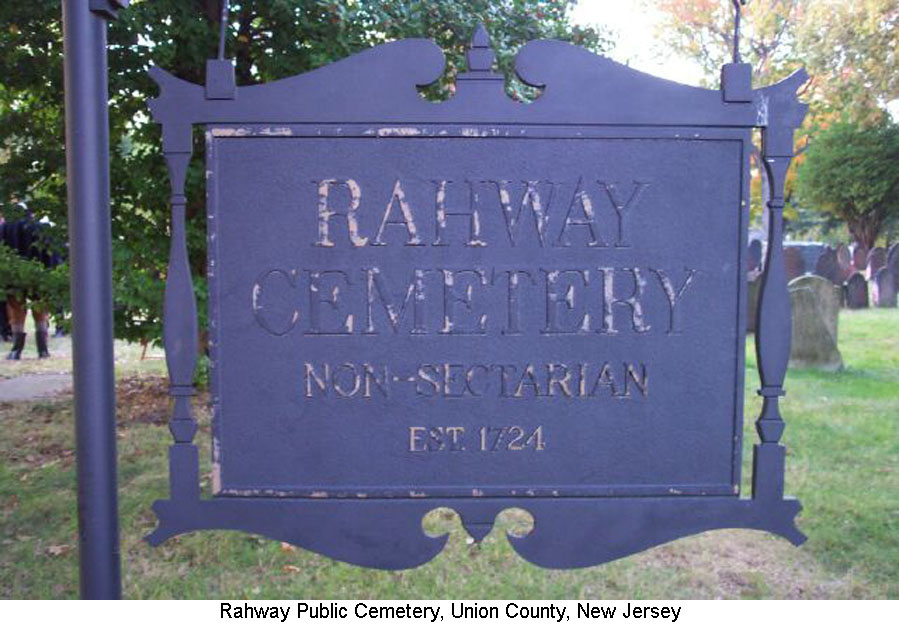 RAHWAY
CEMETERY
NON-SECTARIAN
EST. 1724
Rahway Public Cemetery, Union County, New Jersey